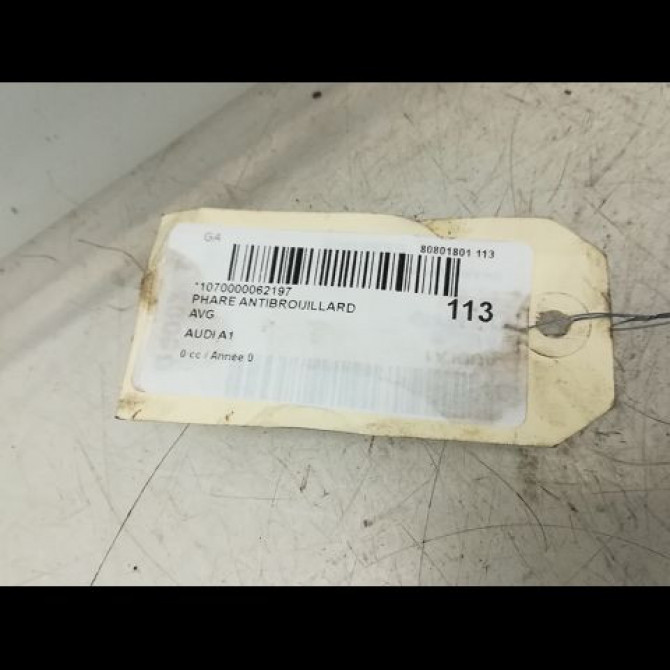 G4
80801801 113
*1070000062197
PHARE ANTIBROUILLARD
AVG
113
AUDI A1
0 cc / Année 0